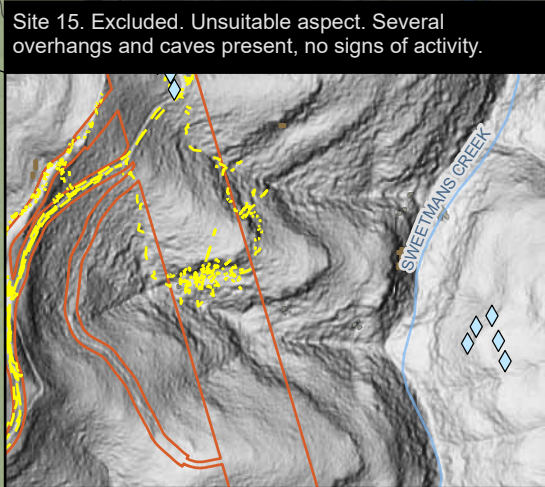 Site 15. Excluded. Unsuitable aspect. Several
overhangs and caves present, no signs of activity.
SWEETMANS CREEK